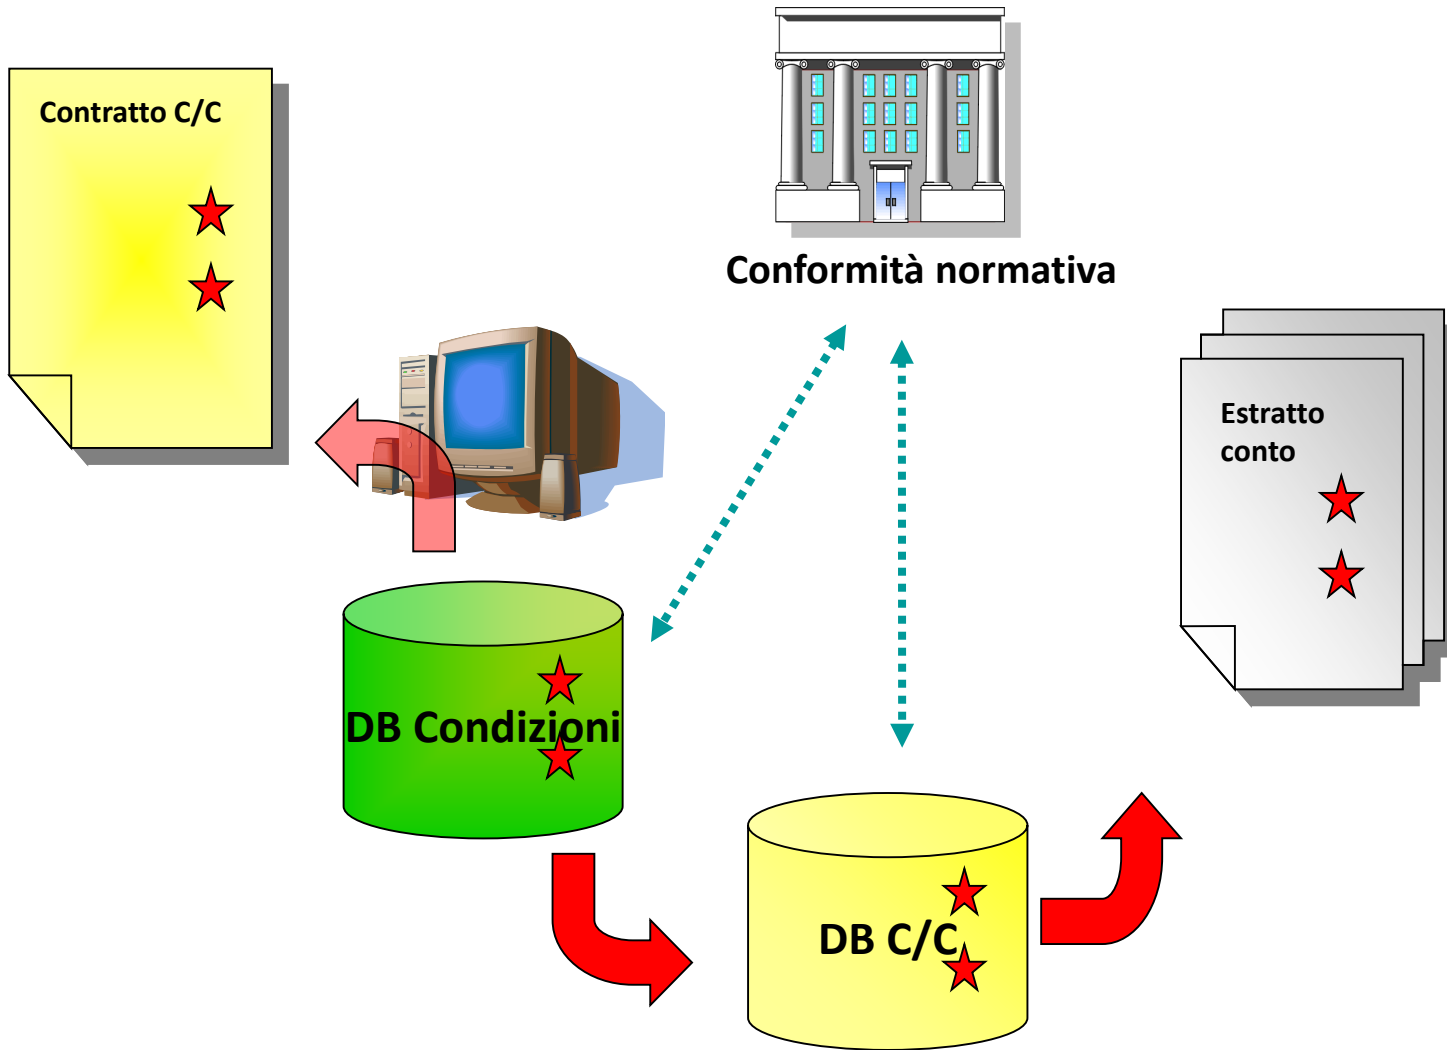 Contratto C/C
Conformità normativa
Estratto
conto
DB Condizioni
DB C/C